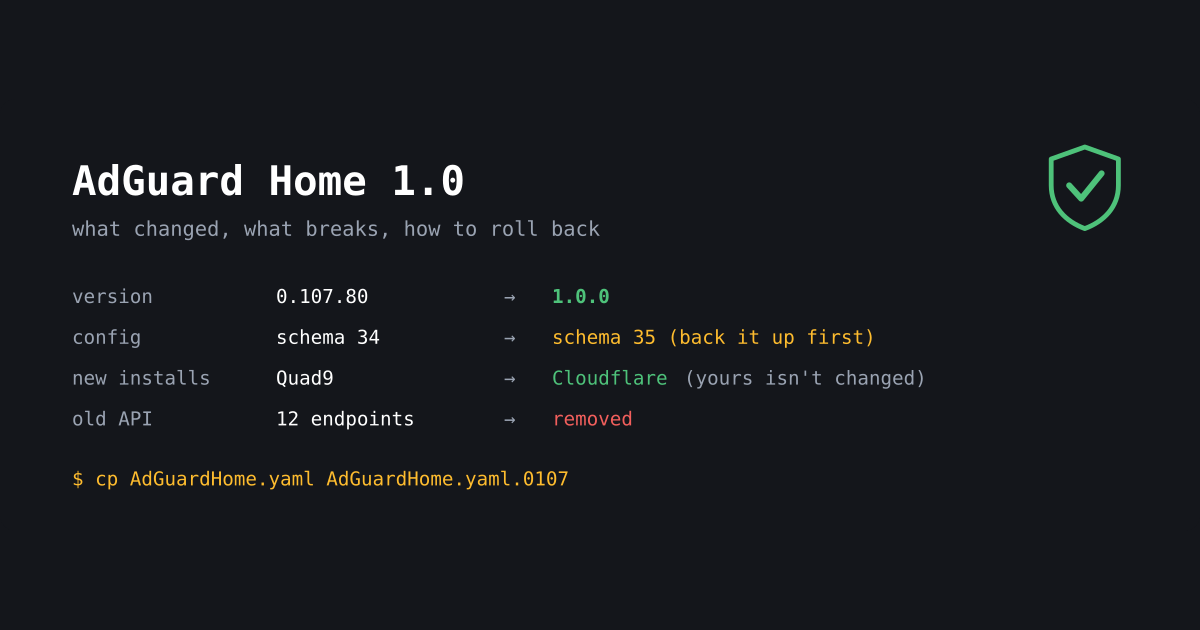 AdGuard Home 1.0
what changed, what breaks, how to roll back
version 0.107.80 → 1.0.0
config schema 34 → schema 35 (back it up first)
new installs Quad9 → Cloudflare (yours isn't changed)
old API 12 endpoints → removed
$ cp AdGuardHome.yaml AdGuardHome.yaml.0107